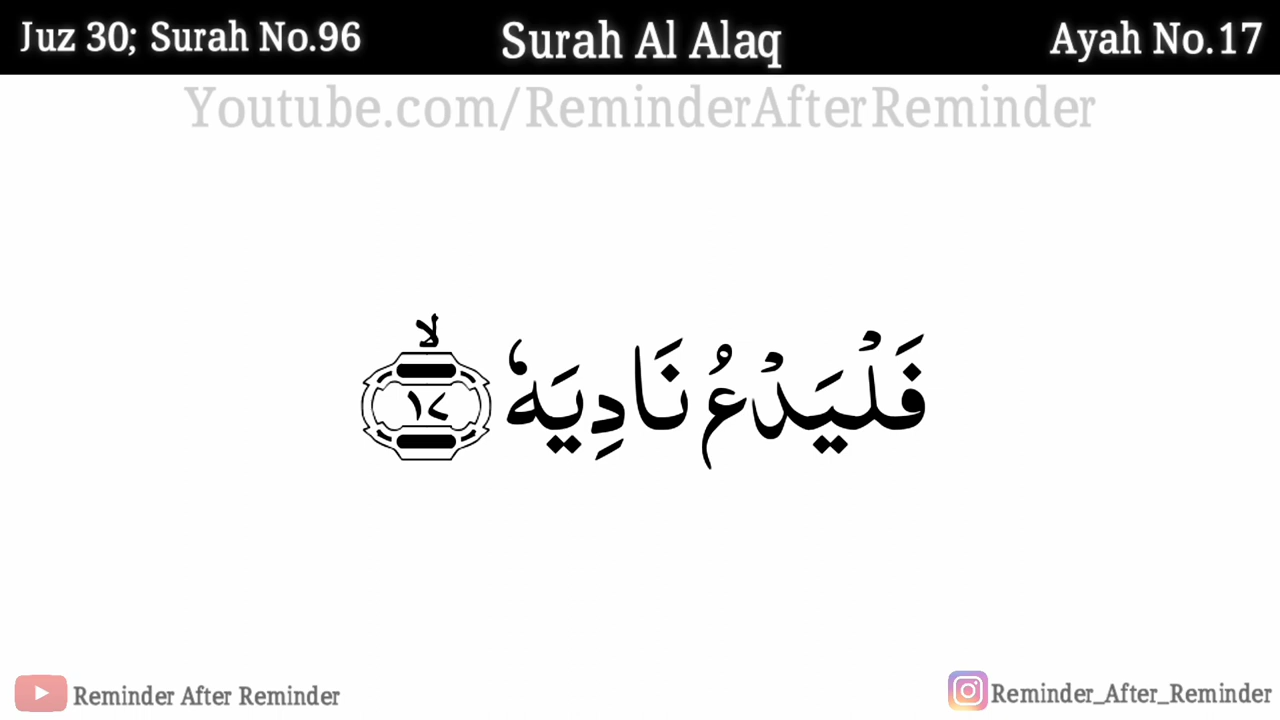 Juz 30; Surah No.96 Surah Al Alaq Ayah No.17
Youtube.com/ReminderAfterReminder
فَلْيَدْعُ نَادِيَهٗ ۙ ١٧
Reminder After Reminder Reminder_After_Reminder